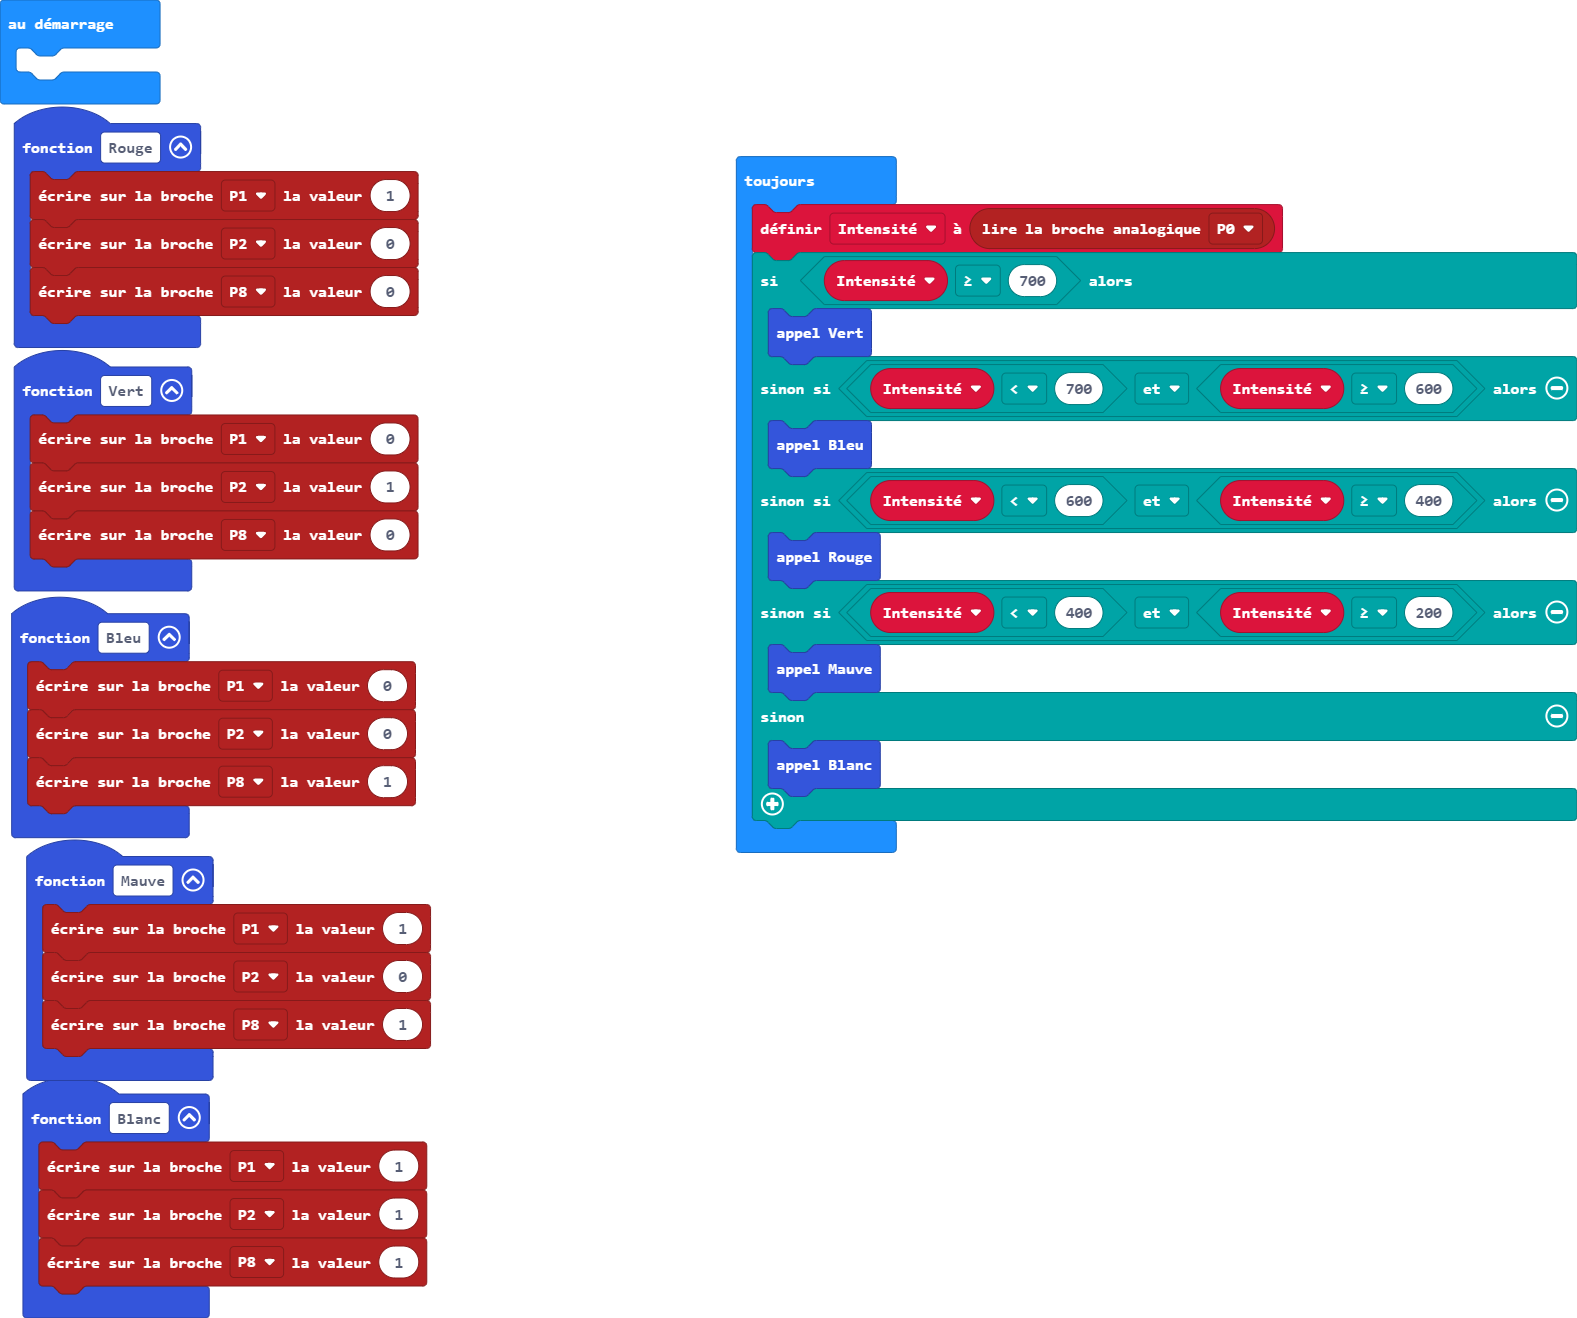 au démarrage
fonction Rouge
écrire sur la broche P1 la valeur 1
écrire sur la broche P2 la valeur 0
écrire sur la broche P8 la valeur 0
fonction Vert
écrire sur la broche P1 la valeur 0
écrire sur la broche P2 la valeur 1
écrire sur la broche P8 la valeur 0
fonction Bleu
écrire sur la broche P1 la valeur 0
écrire sur la broche P2 la valeur 0
écrire sur la broche P8 la valeur 1
fonction Mauve
écrire sur la broche P1 la valeur 1
écrire sur la broche P2 la valeur 0
écrire sur la broche P8 la valeur 1
fonction Blanc
écrire sur la broche P1 la valeur 1
écrire sur la broche P2 la valeur 1
écrire sur la broche P8 la valeur 1
toujours
définir Intensité à lire la broche analogique P0
si Intensité ≥ 700 alors
appel Vert
sinon si Intensité < 700 et Intensité ≥ 600 alors
appel Bleu
sinon si Intensité < 600 et Intensité ≥ 400 alors
appel Rouge
sinon si Intensité < 400 et Intensité ≥ 200 alors
appel Mauve
sinon
appel Blanc